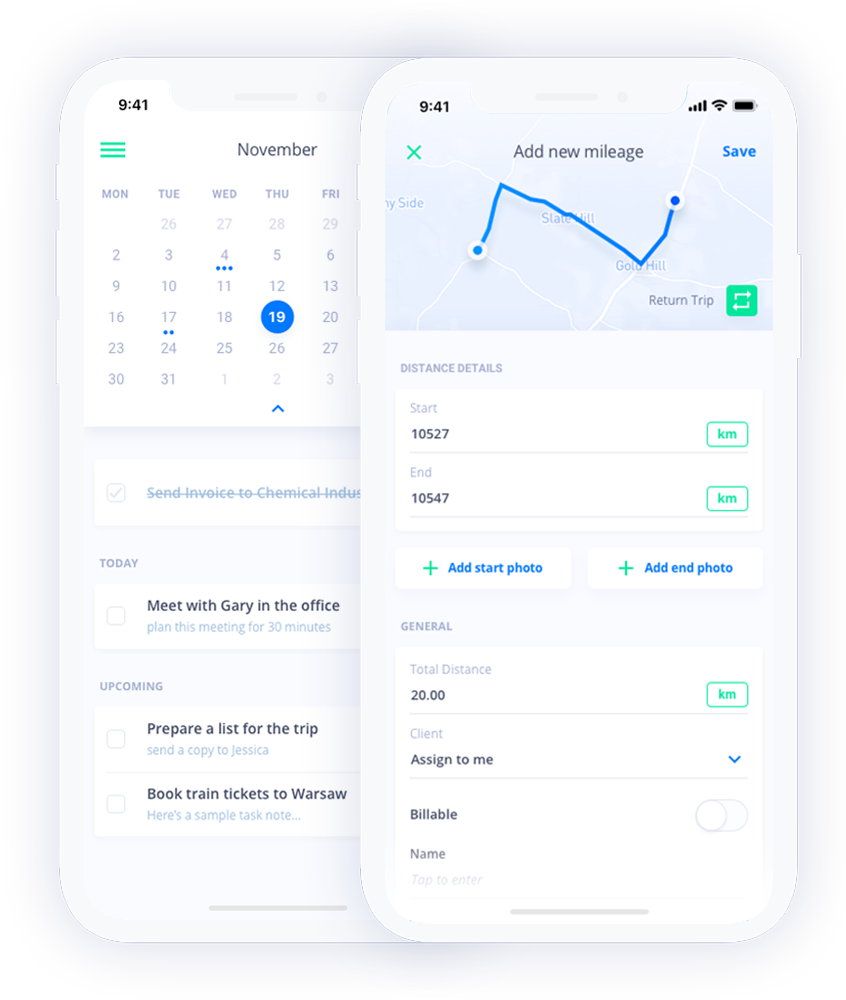 9:41
November
MON TUE WED THU FRI
26 27 28 29
2 3 4 5 6
9 10 11 12 13
16 17 18 19 20
23 24 25 26 27
30 31 1 2 3
Send Invoice to Chemical Indus
TODAY
Meet with Gary in the office
plan this meeting for 30 minutes
UPCOMING
Prepare a list for the trip
send a copy to Jessica
Book train tickets to Warsaw
Here's a sample task note...
9:41
Add new mileage
Save
ny Side
Slate Hill
Gold Hill
Return Trip
DISTANCE DETAILS
Start
10527 km
End
10547 km
Add start photo
Add end photo
GENERAL
Total Distance
20.00 km
Client
Assign to me
Billable
Name
Tap to enter